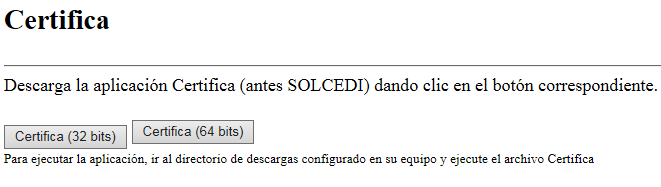 Certifica
Descarga la aplicación Certifica (antes SOLCEDI) dando clic en el botón correspondiente.
Certifica (32 bits) Certifica (64 bits)
Para ejecutar la aplicación, ir al directorio de descargas configurado en su equipo y ejecute el archivo Certifica